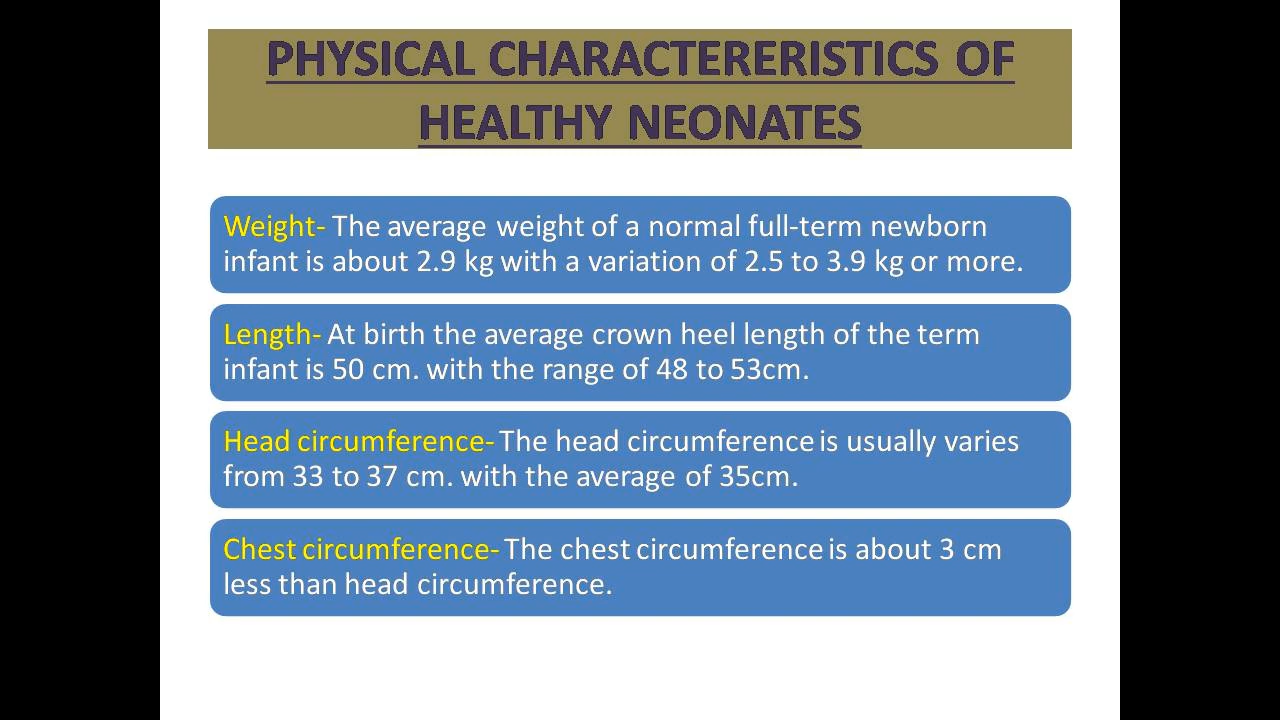 PHYSICAL CHARACTERERISTICS OF
HEALTHY NEONATES
Weight- The average weight of a normal full-term newborn
infant is about 2.9 kg with a variation of 2.5 to 3.9 kg or more.
Length- At birth the average crown heel length of the term
infant is 50 cm. with the range of 48 to 53cm.
Head circumference- The head circumference is usually varies
from 33 to 37 cm. with the average of 35cm.
Chest circumference- The chest circumference is about 3 cm
less than head circumference.